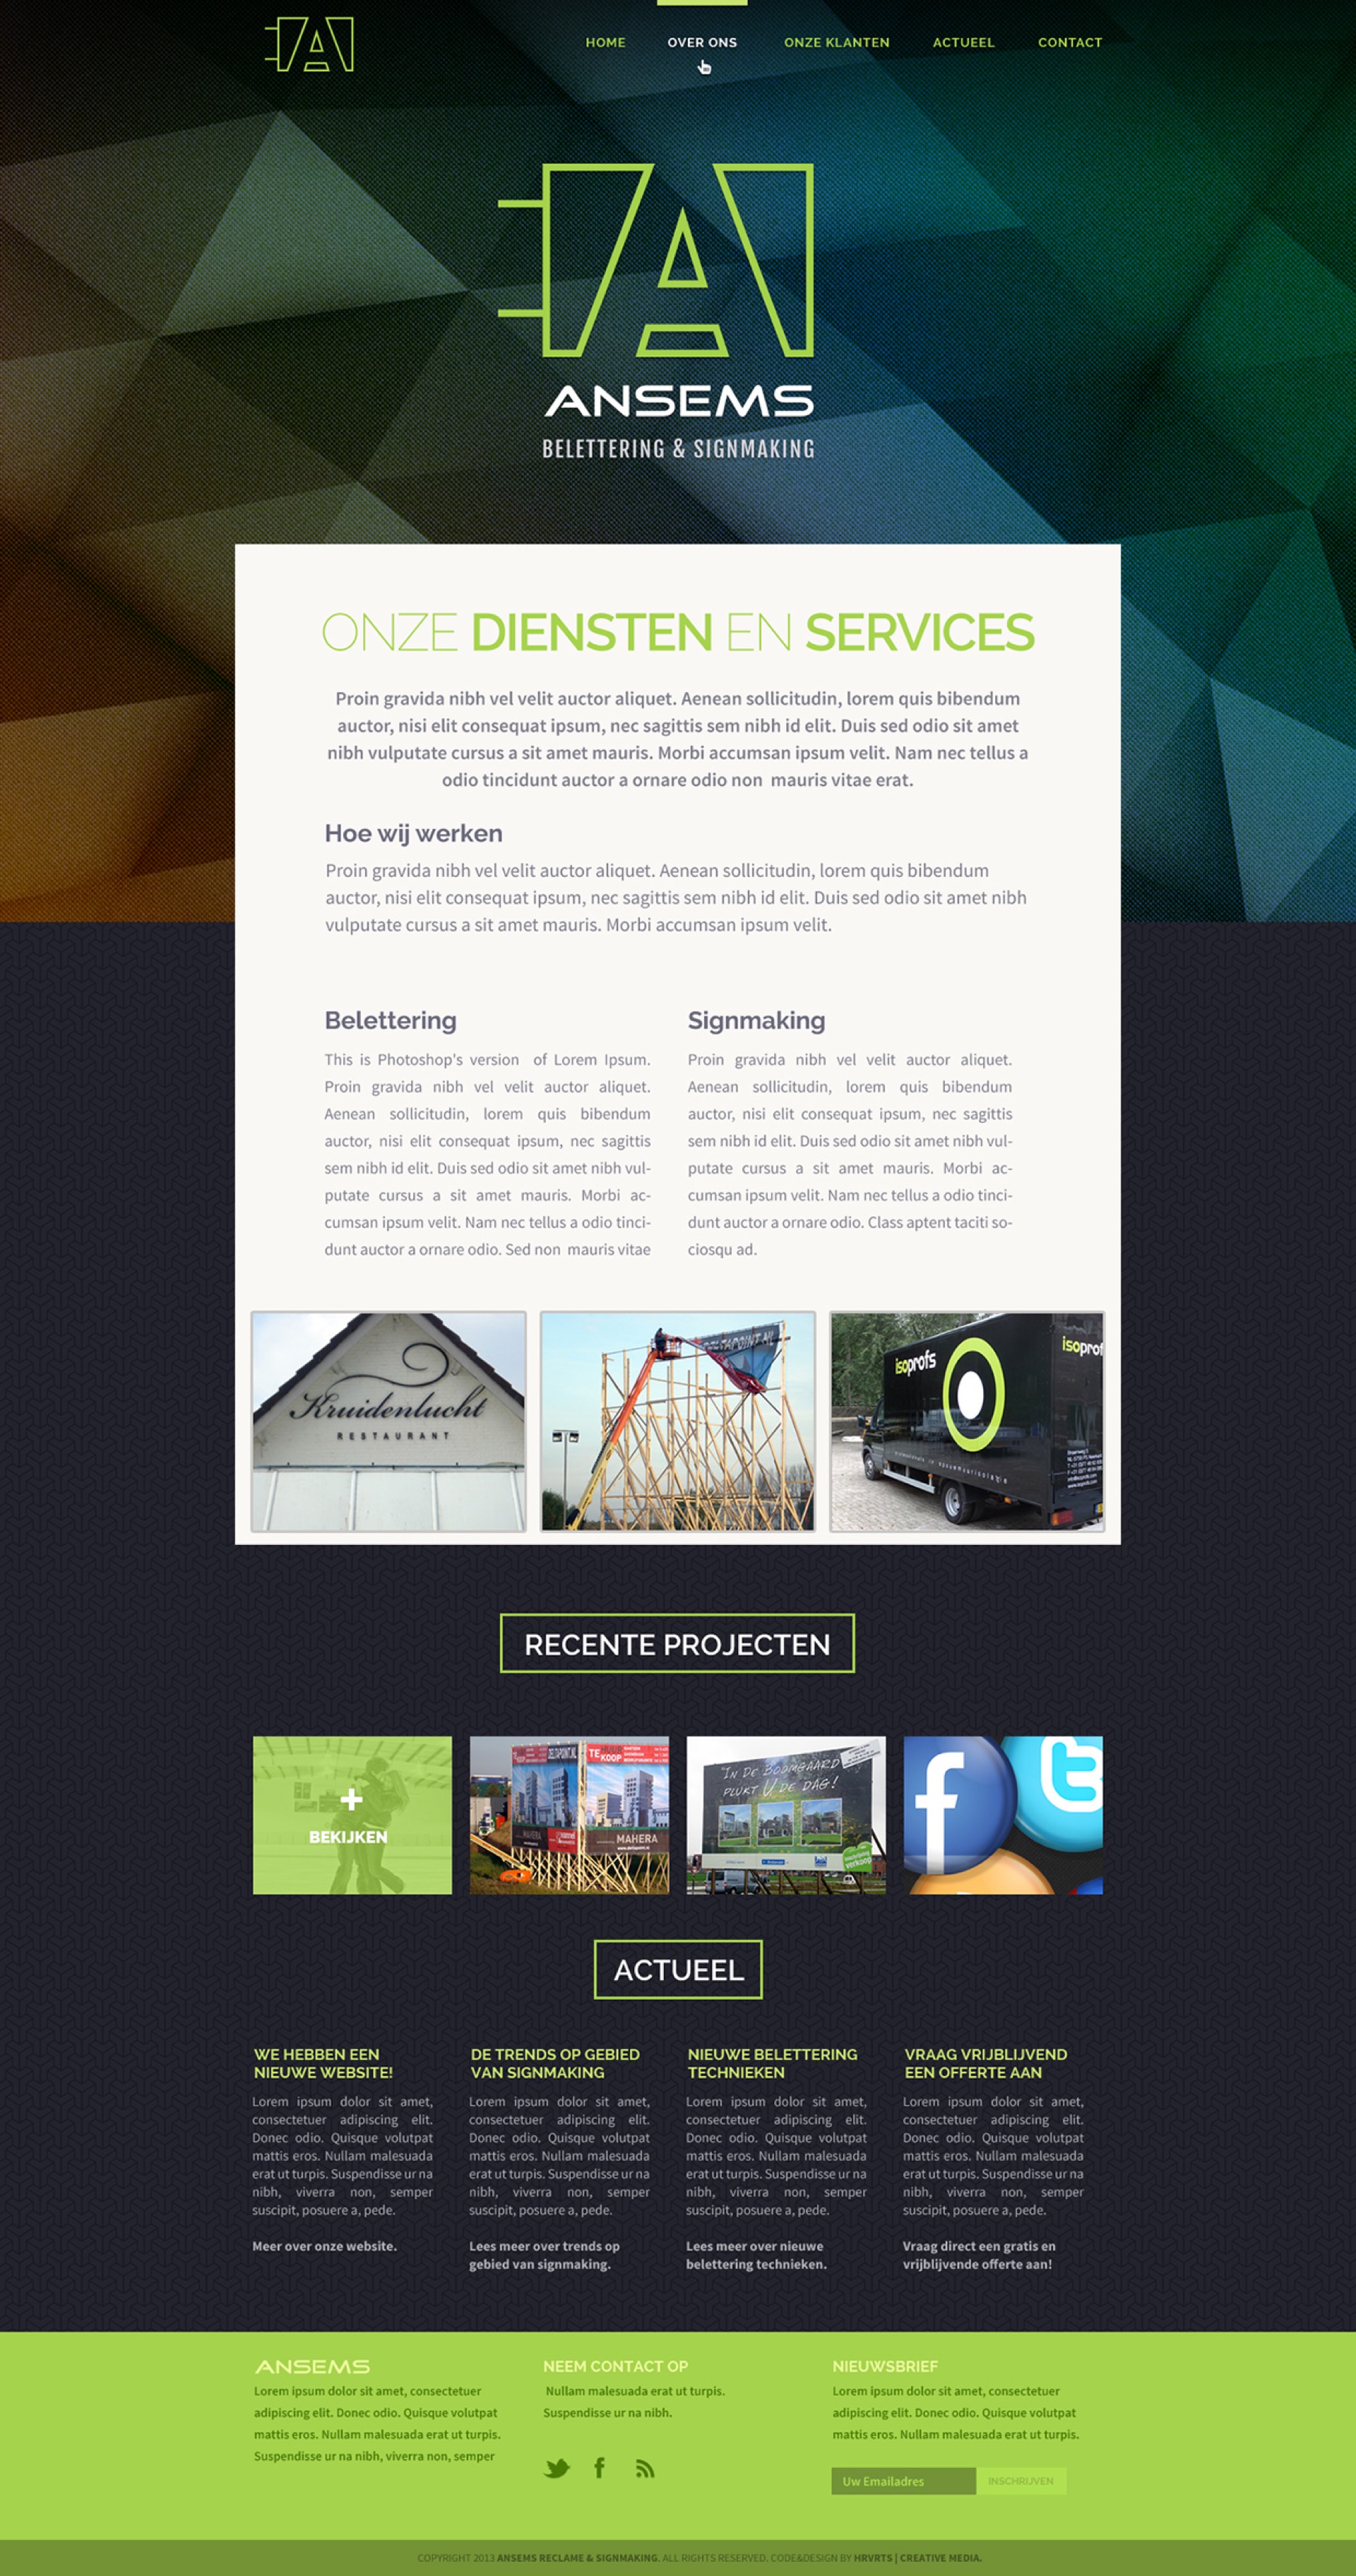 HOME OVER ONS ONZE KLANTEN ACTUEEL CONTACT
ANSEMS
BELETTERING & SIGNMAKING
ONZE DIENSTEN EN SERVICES
Proin gravida nibh vel velit auctor aliquet. Aenean sollicitudin, lorem quis bibendum
auctor, nisi elit consequat ipsum, nec sagittis sem nibh id elit. Duis sed odio sit amet
nibh vulputate cursus a sit amet mauris. Morbi accumsan ipsum velit. Nam nec tellus a
odio tincidunt auctor a ornare odio non mauris vitae erat.
Hoe wij werken
Proin gravida nibh vel velit auctor aliquet. Aenean sollicitudin, lorem quis bibendum
auctor, nisi elit consequat ipsum, nec sagittis sem nibh id elit. Duis sed odio sit amet nibh
vulputate cursus a sit amet mauris. Morbi accumsan ipsum velit.
Belettering
This is Photoshop's version of Lorem Ipsum.
Proin gravida nibh vel velit auctor aliquet.
Aenean sollicitudin, lorem quis bibendum
auctor, nisi elit consequat ipsum, nec sagittis
sem nibh id elit. Duis sed odio sit amet nibh vul-
putate cursus a sit amet mauris. Morbi ac-
cumsan ipsum velit. Nam nec tellus a odio tinci-
dunt auctor a ornare odio. Sed non mauris vitae
Signmaking
Proin gravida nibh vel velit auctor aliquet.
Aenean sollicitudin, lorem quis bibendum
auctor, nisi elit consequat ipsum, nec sagittis
sem nibh id elit. Duis sed odio sit amet nibh vul-
putate cursus a sit amet mauris. Morbi ac-
cumsan ipsum velit. Nam nec tellus a odio tinci-
dunt auctor a ornare odio. Class aptent taciti so-
ciosqu ad.
Kruidenlucht
RESTAURANT
DELTAPOINT.NL
isoprofs
isoprof
RECENTE PROJECTEN
+
BEKIJKEN
DELTAPOINT.NL
TE KOOP
MAHERA
MAHERA
IN DE BOOMGAARD
PLUKT U DE DAG!
verkoop
ACTUEEL
WE HEBBEN EEN
NIEUWE WEBSITE!
Lorem ipsum dolor sit amet,
consectetuer adipiscing elit.
Donec odio. Quisque volutpat
mattis eros. Nullam malesuada
erat ut turpis. Suspendisse ur na
nibh, viverra non, semper
suscipit, posuere a, pede.
Meer over onze website.
DE TRENDS OP GEBIED
VAN SIGNMAKING
Lorem ipsum dolor sit amet,
consectetuer adipiscing elit.
Donec odio. Quisque volutpat
mattis eros. Nullam malesuada
erat ut turpis. Suspendisse ur na
nibh, viverra non, semper
suscipit, posuere a, pede.
Lees meer over trends op
gebied van signmaking.
NIEUWE BELETTERING
TECHNIEKEN
Lorem ipsum dolor sit amet,
consectetuer adipiscing elit.
Donec odio. Quisque volutpat
mattis eros. Nullam malesuada
erat ut turpis. Suspendisse ur na
nibh, viverra non, semper
suscipit, posuere a, pede.
Lees meer over nieuwe
belettering technieken.
VRAAG VRIJBLIJVEND
EEN OFFERTE AAN
Lorem ipsum dolor sit amet,
consectetuer adipiscing elit.
Donec odio. Quisque volutpat
mattis eros. Nullam malesuada
erat ut turpis. Suspendisse ur na
nibh, viverra non, semper
suscipit, posuere a, pede.
Vraag direct een gratis en
vrijblijvende offerte aan!
ANSEMS
Lorem ipsum dolor sit amet, consectetuer
adipiscing elit. Donec odio. Quisque volutpat
mattis eros. Nullam malesuada erat ut turpis.
Suspendisse ur na nibh, viverra non, semper
NEEM CONTACT OP
Nullam malesuada erat ut turpis.
Suspendisse ur na nibh.
NIEUWSBRIEF
Lorem ipsum dolor sit amet, consectetuer
adipiscing elit. Donec odio. Quisque volutpat
mattis eros. Nullam malesuada erat ut turpis.
Uw Emailadres INSCHRIJVEN
COPYRIGHT 2013 ANSEMS RECLAME & SIGNMAKING. ALL RIGHTS RESERVED. CODE&DESIGN BY HRVRTS | CREATIVE MEDIA.